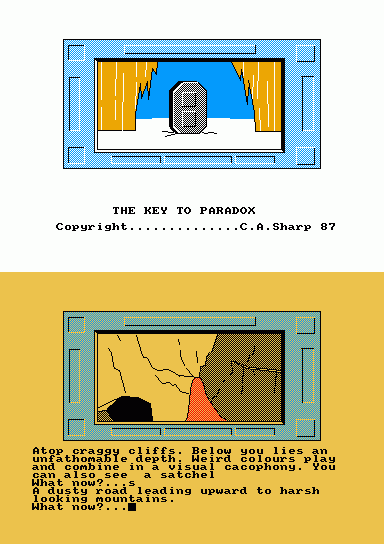 THE KEY TO PARADOX
Copyright..............C.A.Sharp 87
Atop craggy cliffs. Below you lies an
unfathomable depth. Weird colours play
and combine in a visual cacophony. You
can also see  a satchel
What now?...s
A dusty road leading upward to harsh
looking mountains.
What now?...